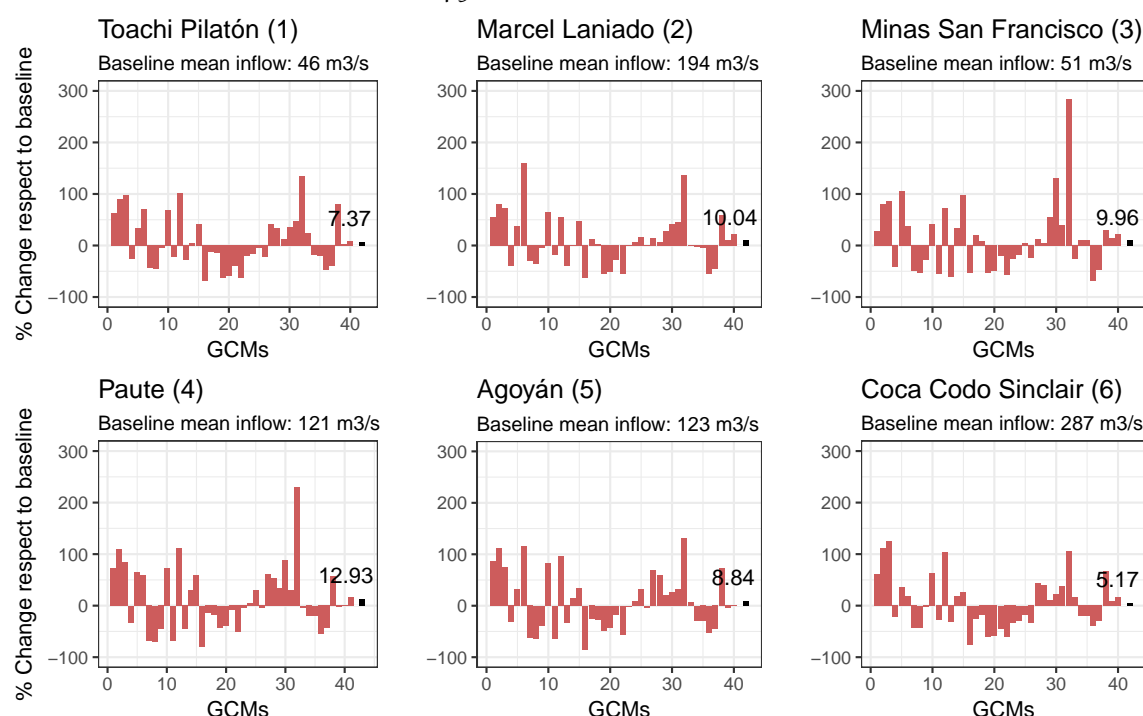 Toachi Pilatón (1)
Baseline mean inflow: 46 m3/s
% Change respect to baseline
300
200
100
0
−100
7.37
0 10 20 30 40
GCMs
Marcel Laniado (2)
Baseline mean inflow: 194 m3/s
300
200
100
0
−100
10.04
0 10 20 30 40
GCMs
Minas San Francisco (3)
Baseline mean inflow: 51 m3/s
300
200
100
0
−100
9.96
0 10 20 30 40
GCMs
Paute (4)
Baseline mean inflow: 121 m3/s
% Change respect to baseline
300
200
100
0
−100
12.93
0 10 20 30 40
GCMs
Agoyán (5)
Baseline mean inflow: 123 m3/s
300
200
100
0
−100
8.84
0 10 20 30 40
GCMs
Coca Codo Sinclair (6)
Baseline mean inflow: 287 m3/s
300
200
100
0
−100
5.17
0 10 20 30 40
GCMs